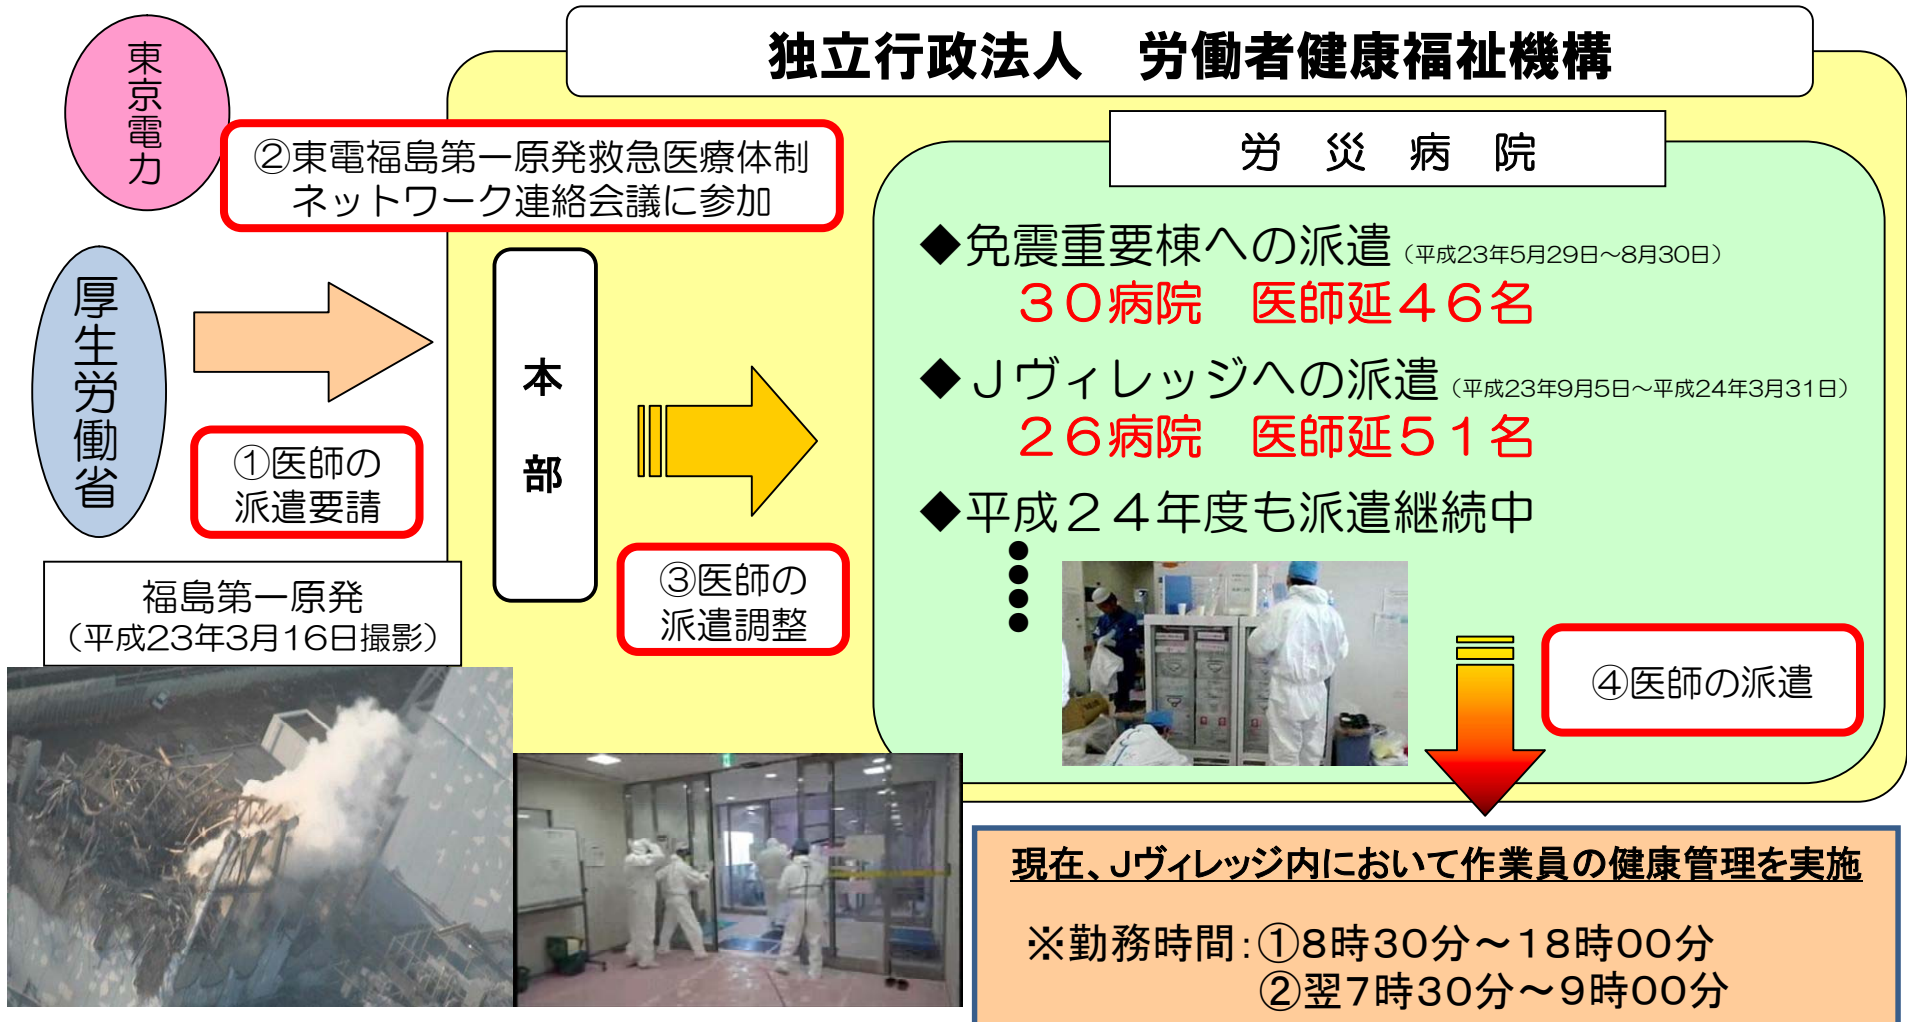 独立行政法人　労働者健康福祉機構
東京電力
②東電福島第一原発救急医療体制
ネットワーク連絡会議に参加
労災病院
厚生労働省
①医師の
派遣要請
本部
③医師の
派遣調整
◆免震重要棟への派遣（平成23年5月29日～8月30日）
３０病院　医師延４６名
◆Ｊヴィレッジへの派遣（平成23年9月5日～平成24年3月31日）
２６病院　医師延５１名
◆平成２４年度も派遣継続中
④医師の派遣
福島第一原発
（平成23年3月16日撮影）
現在、Ｊヴィレッジ内において作業員の健康管理を実施
※勤務時間：①8時30分～18時00分
②翌7時30分～9時00分